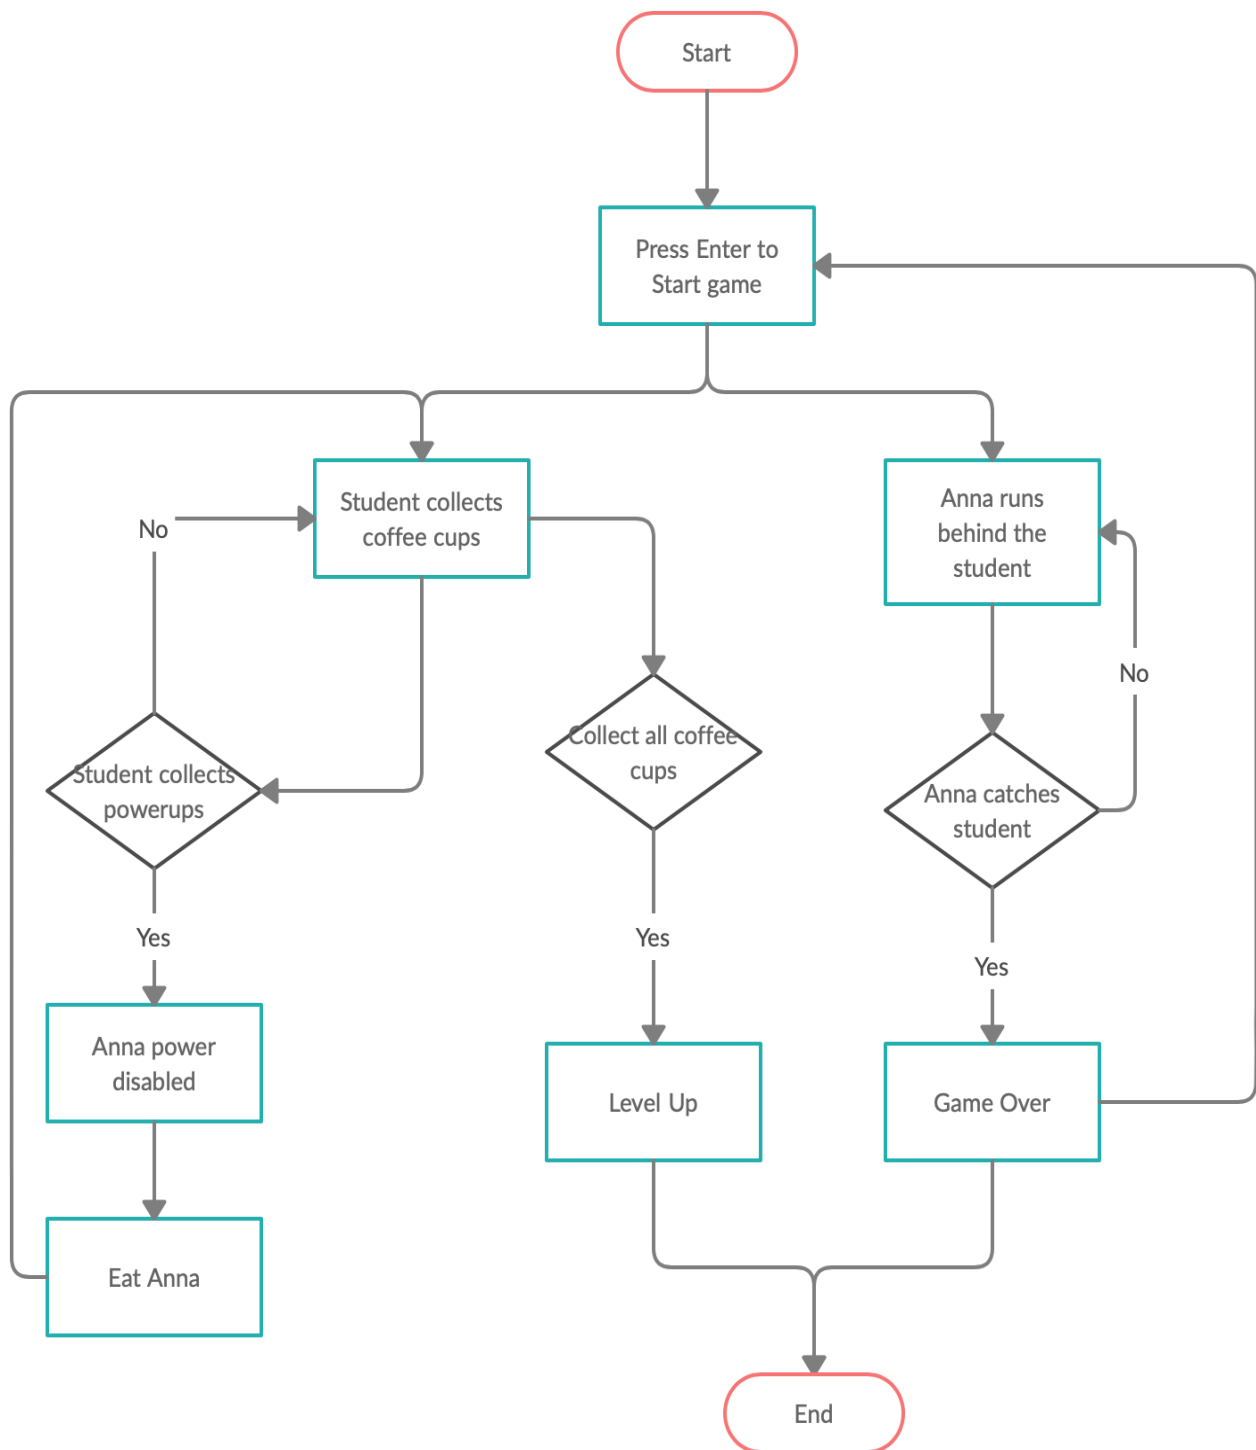 Start
Press Enter to
Start game
Student collects
coffee cups
Anna runs
behind the
student
No
No
Student collects
powerups
Collect all coffee
cups
Anna catches
student
Yes
Yes
Yes
Anna power
disabled
Level Up
Game Over
Eat Anna
End